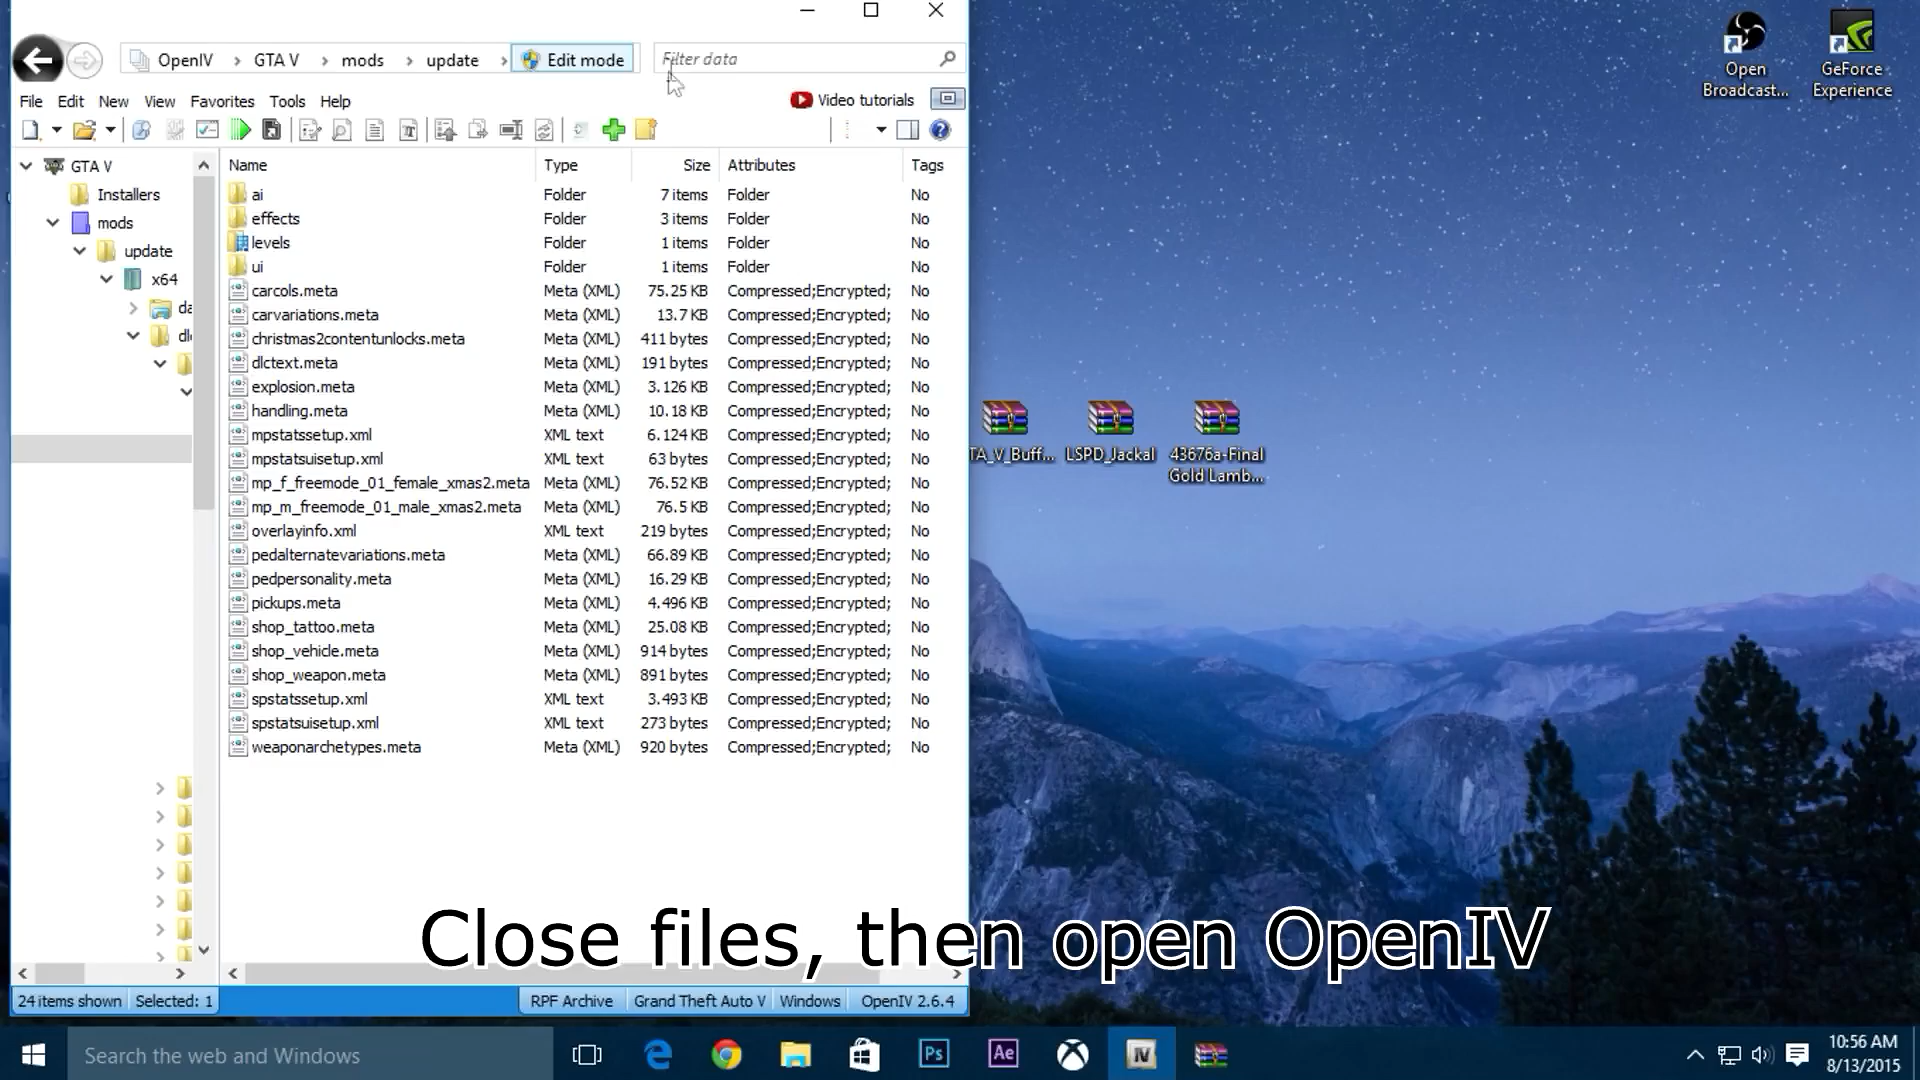 OpenIV > GTA V > mods > update > Edit mode
Filter data
File Edit New View Favorites Tools Help
Video tutorials
GTA V
Installers
mods
update
x64
da
dl
Name Type Size Attributes Tags
ai Folder 7 items Folder No
effects Folder 3 items Folder No
levels Folder 1 items Folder No
ui Folder 1 items Folder No
carcols.meta Meta (XML) 75.25 KB Compressed;Encrypted; No
carvariations.meta Meta (XML) 13.7 KB Compressed;Encrypted; No
christmas2contentunlocks.meta Meta (XML) 411 bytes Compressed;Encrypted; No
dlctext.meta Meta (XML) 191 bytes Compressed;Encrypted; No
explosion.meta Meta (XML) 3.126 KB Compressed;Encrypted; No
handling.meta Meta (XML) 10.18 KB Compressed;Encrypted; No
mpstatssetup.xml XML text 6.124 KB Compressed;Encrypted; No
mpstatsuisetup.xml XML text 63 bytes Compressed;Encrypted; No
mp_f_freemode_01_female_xmas2.meta Meta (XML) 76.52 KB Compressed;Encrypted; No
mp_m_freemode_01_male_xmas2.meta Meta (XML) 76.5 KB Compressed;Encrypted; No
overlayinfo.xml XML text 219 bytes Compressed;Encrypted; No
pedalternatevariations.meta Meta (XML) 66.89 KB Compressed;Encrypted; No
pedpersonality.meta Meta (XML) 16.29 KB Compressed;Encrypted; No
pickups.meta Meta (XML) 4.496 KB Compressed;Encrypted; No
shop_tattoo.meta Meta (XML) 25.08 KB Compressed;Encrypted; No
shop_vehicle.meta Meta (XML) 914 bytes Compressed;Encrypted; No
shop_weapon.meta Meta (XML) 891 bytes Compressed;Encrypted; No
spstatssetup.xml XML text 3.493 KB Compressed;Encrypted; No
spstatsuisetup.xml XML text 273 bytes Compressed;Encrypted; No
weaponarchetypes.meta Meta (XML) 920 bytes Compressed;Encrypted; No
24 items shown Selected: 1 RPF Archive Grand Theft Auto V Windows OpenIV 2.6.4
Open
Broadcast...
GeForce
Experience
TA_V_Buff...
LSPD_Jackal
43676a-Final
Gold Lamb...
Close files, then open OpenIV
Search the web and Windows
Ps
Ae
IV
10:56 AM
8/13/2015